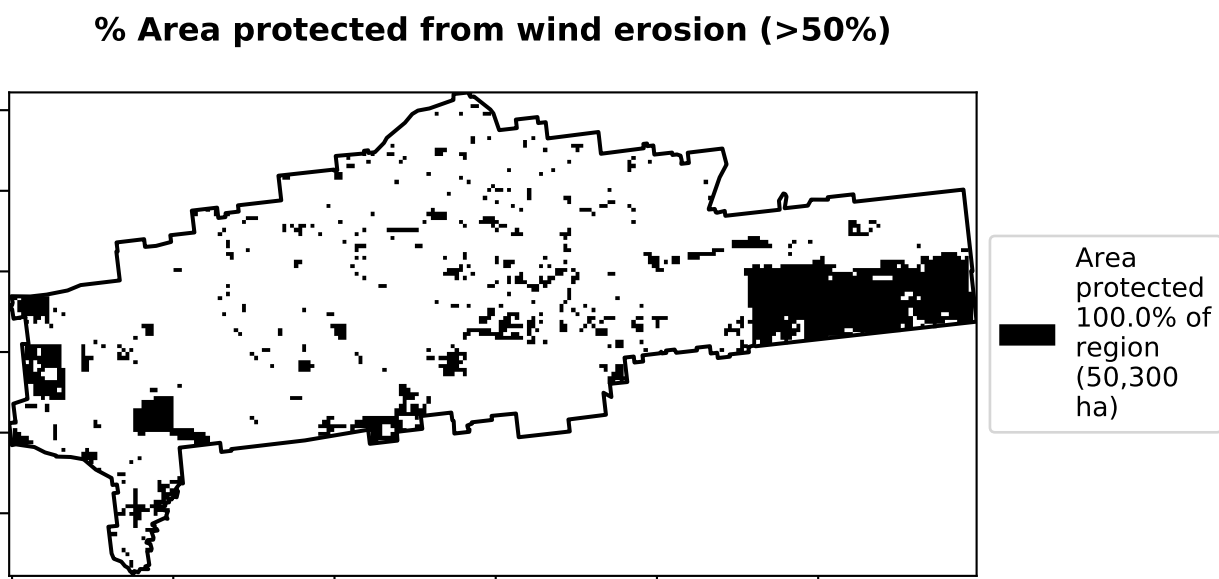 % Area protected from wind erosion (>50%)
Area
protected
100.0% of
region
(50,300
ha)